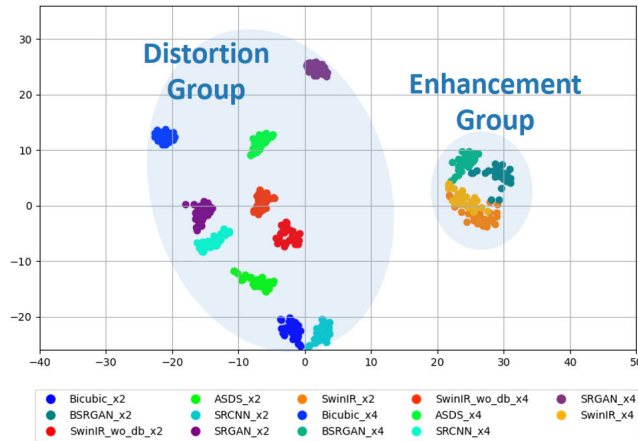 Distortion
Group
Enhancement
Group
30
20
10
0
−10
−20
−40 −30 −20 −10 0 10 20 30 40 50
Bicubic_x2 ASDS_x2 SwinIR_x2 SwinIR_wo_db_x4 SRGAN_x4
BSRGAN_x2 SRCNN_x2 Bicubic_x4 ASDS_x4 SwinIR_x4
SwinIR_wo_db_x2 SRGAN_x2 BSRGAN_x4 SRCNN_x4